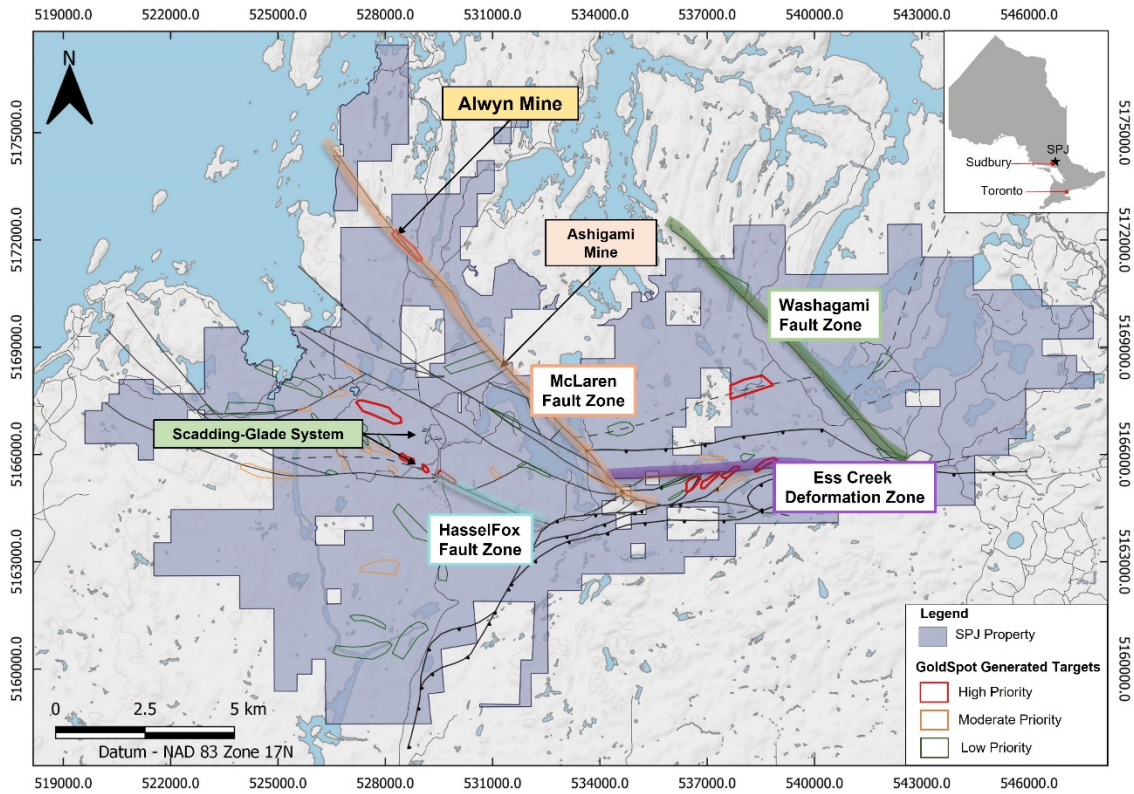 519000.0 522000.0 525000.0 528000.0 531000.0 534000.0 537000.0 540000.0 543000.0 546000.0
N
Alwyn Mine
SPJ
Sudbury
Toronto
5175000.0
5175000.0
Ashigami
Mine
5172000.0
5172000.0
Washagami
Fault Zone
5169000.0
5169000.0
McLaren
Fault Zone
Scadding-Glade System
5166000.0
5166000.0
Ess Creek
Deformation Zone
HasselFox
Fault Zone
5163000.0
5163000.0
Legend
SPJ Property
GoldSpot Generated Targets
High Priority
Moderate Priority
Low Priority
5160000.0
5160000.0
0 2.5 5 km
Datum - NAD 83 Zone 17N
519000.0 522000.0 525000.0 528000.0 531000.0 534000.0 537000.0 540000.0 543000.0 546000.0